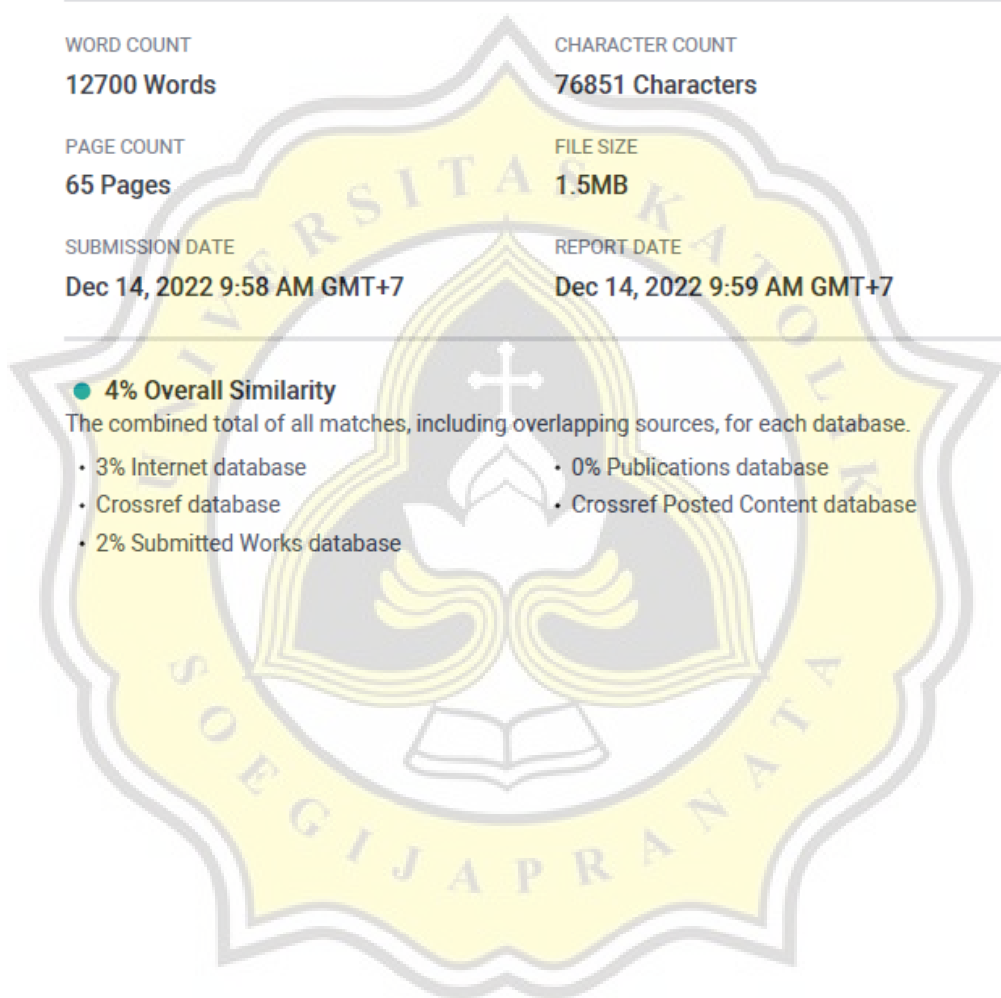 WORD COUNT
12700 Words
CHARACTER COUNT
76851 Characters
PAGE COUNT
65 Pages
FILE SIZE
1.5MB
SUBMISSION DATE
Dec 14, 2022 9:58 AM GMT+7
REPORT DATE
Dec 14, 2022 9:59 AM GMT+7
4% Overall Similarity
The combined total of all matches, including overlapping sources, for each database.
• 3% Internet database
• 0% Publications database
• Crossref database
• Crossref Posted Content database
• 2% Submitted Works database
UNIVERSITAS KATOLIK
SOEGIJAPRANATA